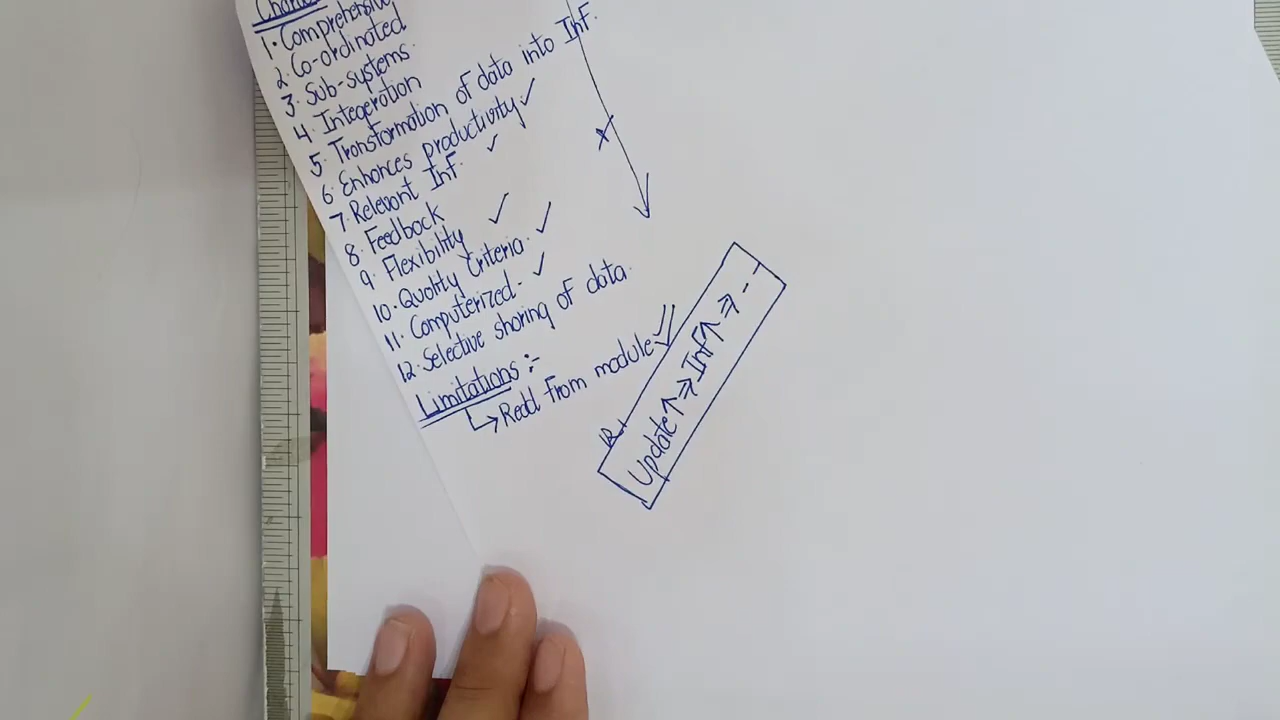 1. Comprehensive
2. Co-ordinated
3. Sub-systems
4. Integeration
5. Transformation of data into Inf.
6. Enhances productivity
7. Relevant Inf.
8. Feedback
9. Flexibility
10. Quality Criteria.
11. Computerized-
12. Selective sharing of data.
Limitations :-
Read from module
Update↑ ⇒ Inf↑ ⇒ - -